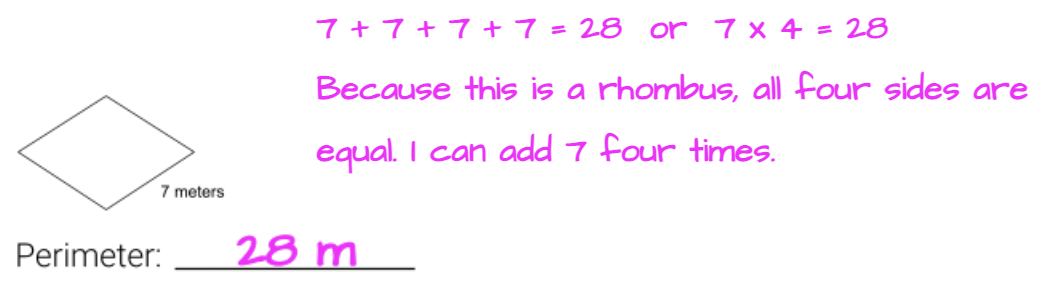 7 + 7 + 7 + 7 = 28 or 7 x 4 = 28
Because this is a rhombus, all four sides are
equal. I can add 7 four times.
7 meters
Perimeter: 28 m